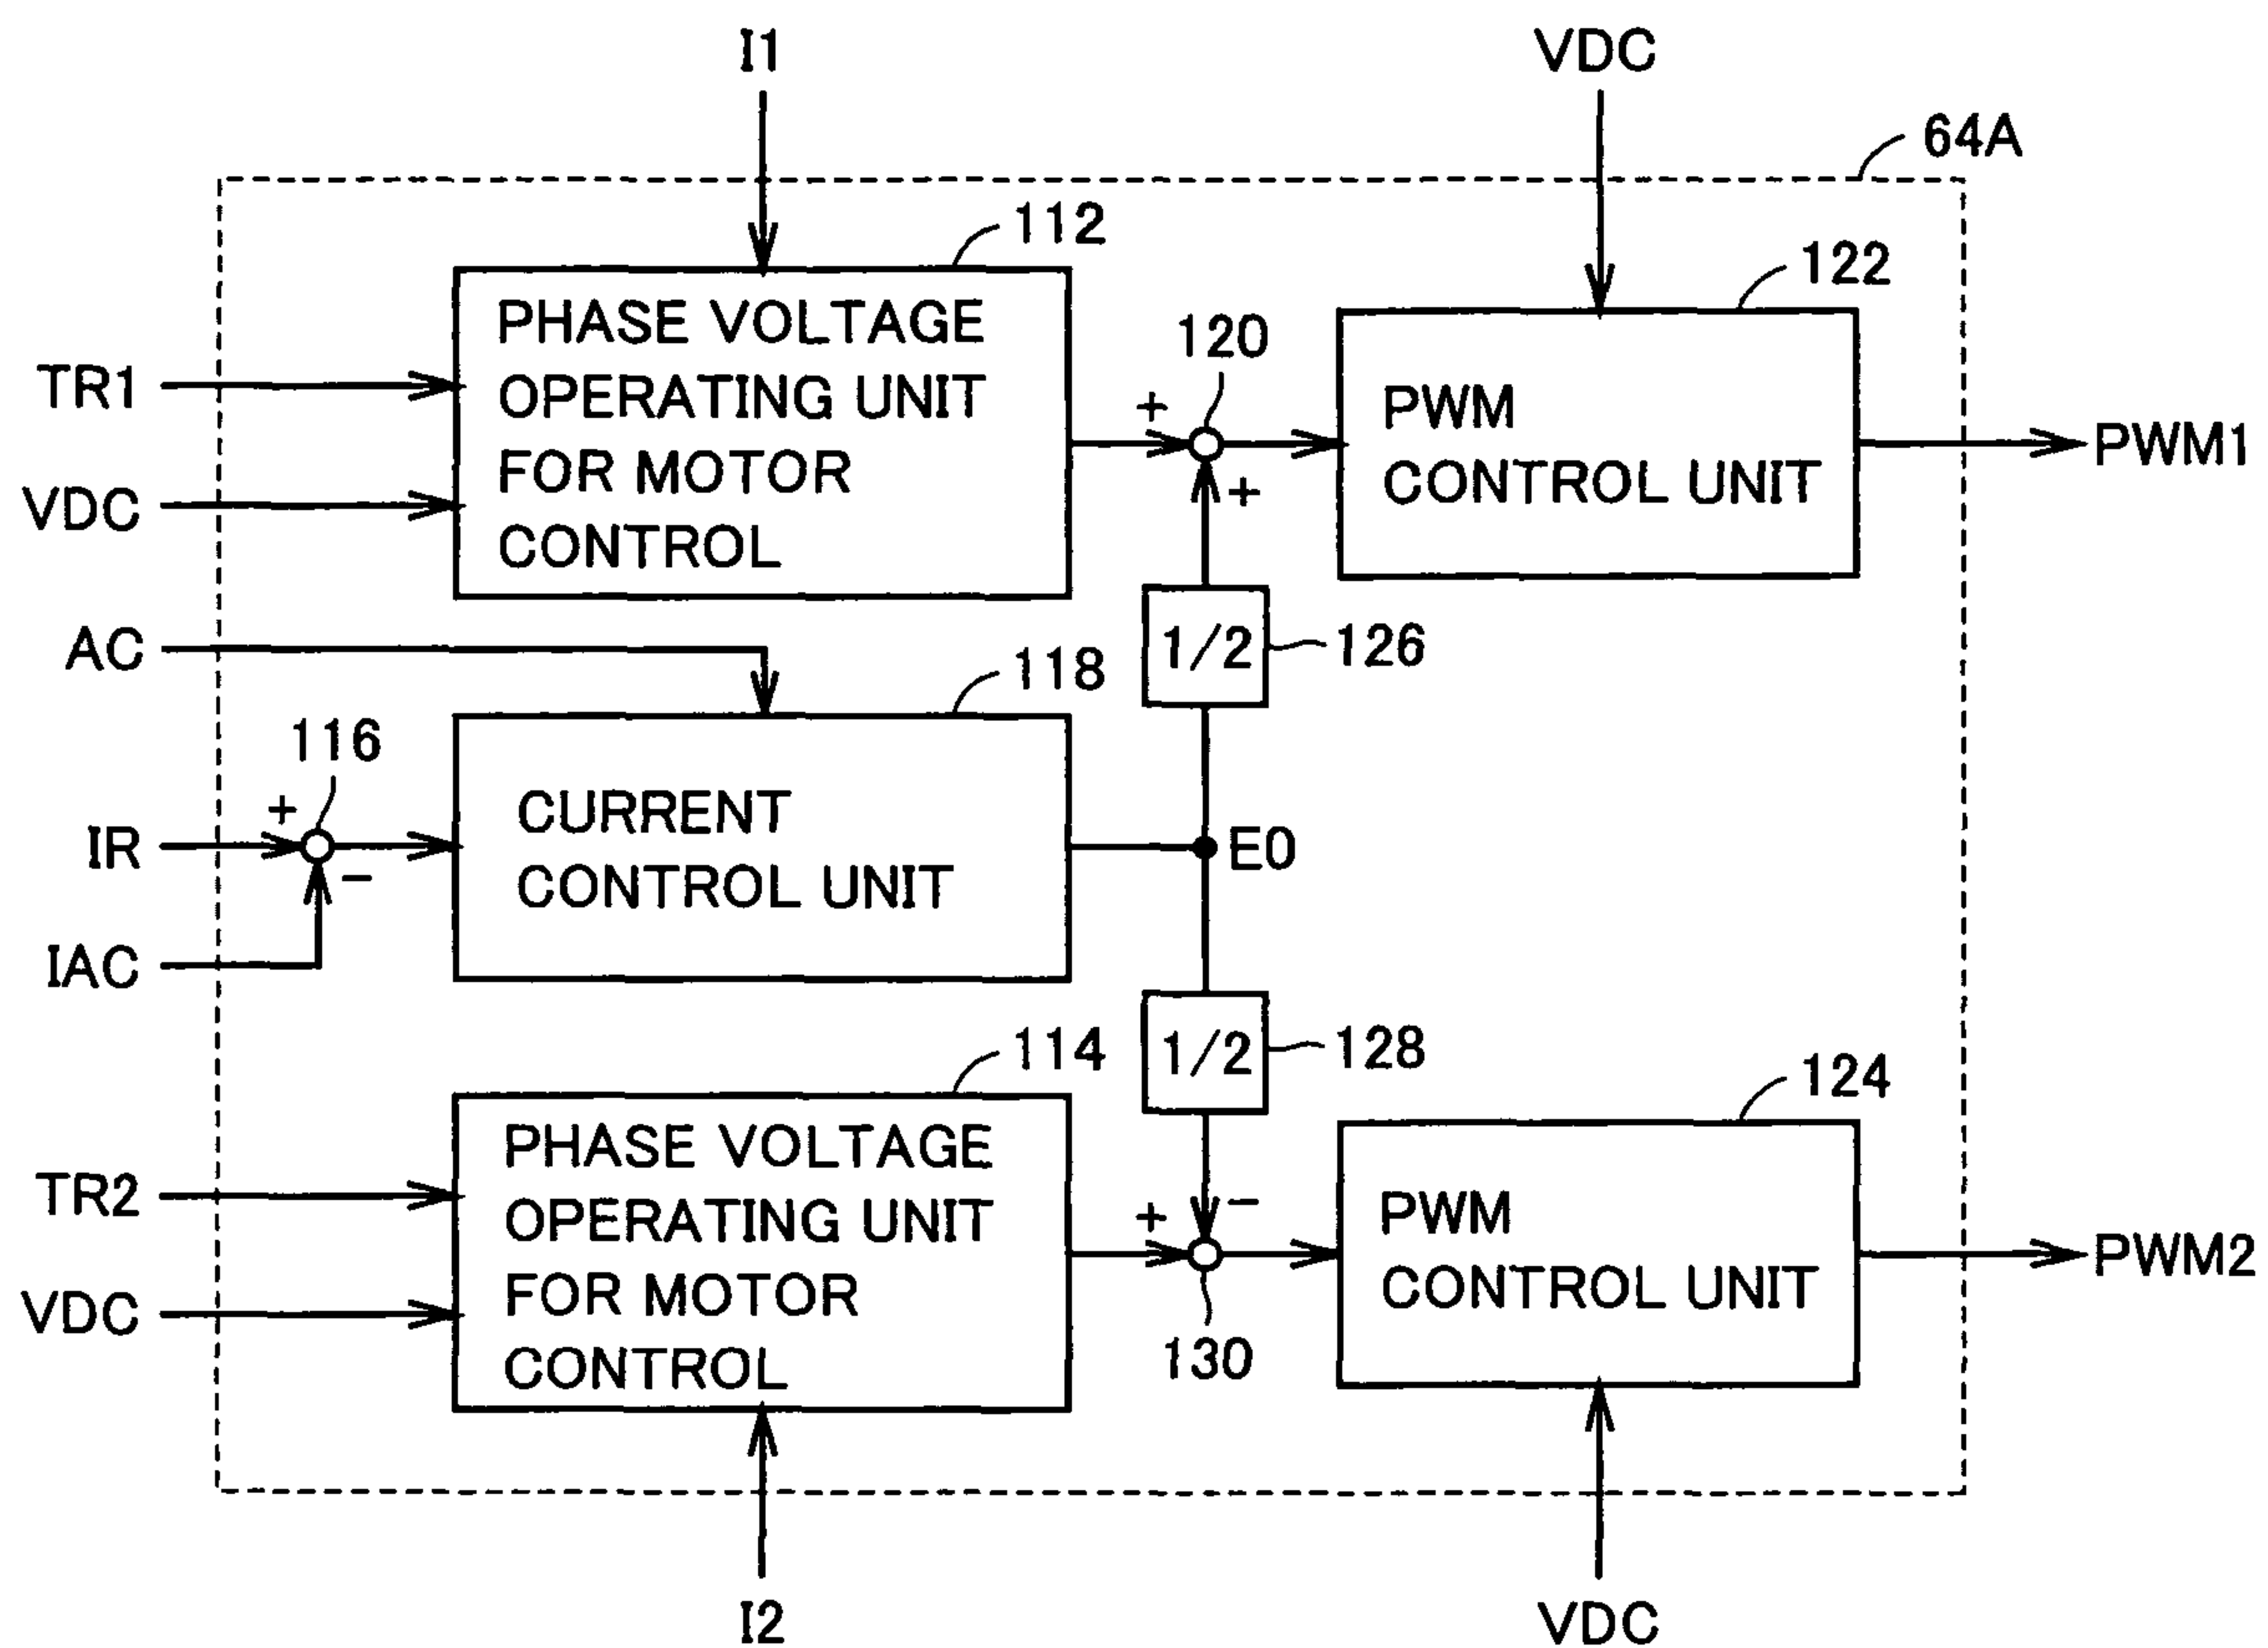 I1
VDC
64A
112
PHASE VOLTAGE
OPERATING UNIT
FOR MOTOR
CONTROL
TR1
VDC
120
+
+
122
PWM
CONTROL UNIT
PWM1
1/2
126
AC
118
116
+
−
IR
IAC
CURRENT
CONTROL UNIT
E0
1/2
128
114
PHASE VOLTAGE
OPERATING UNIT
FOR MOTOR
CONTROL
TR2
VDC
+
−
130
124
PWM
CONTROL UNIT
PWM2
I2
VDC